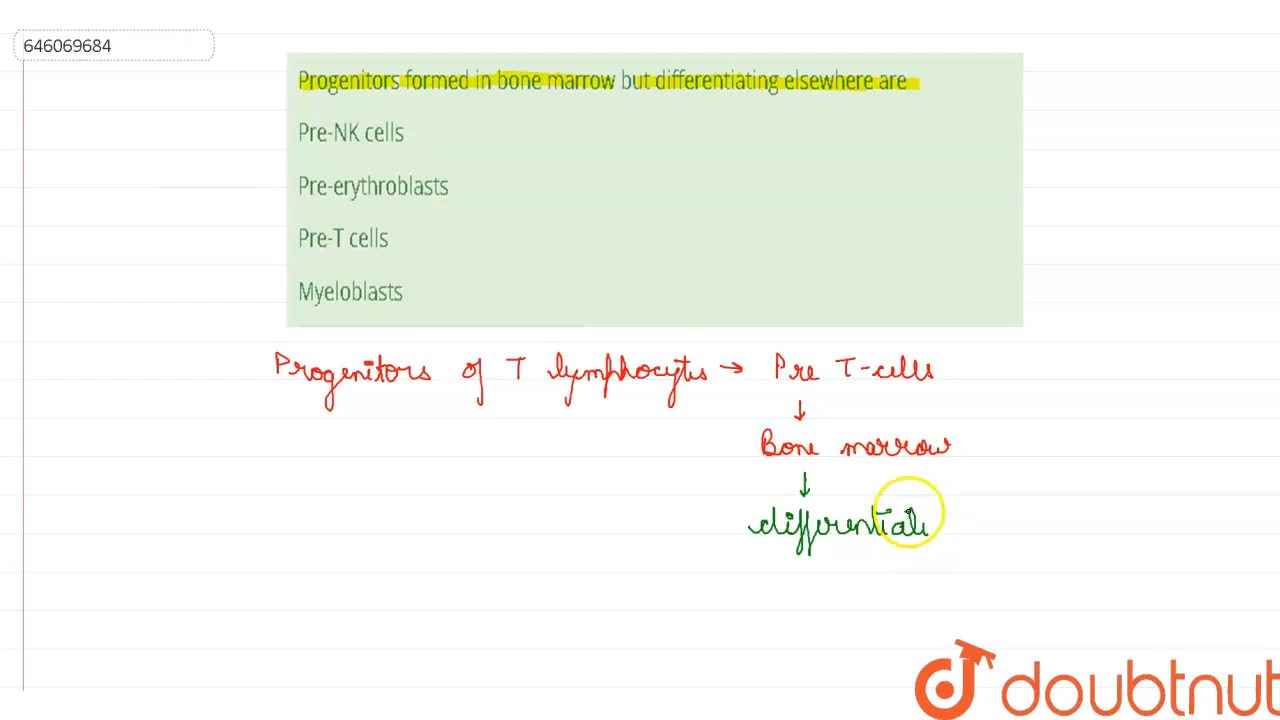 646069684
Progenitors formed in bone marrow but differentiating elsewhere are
Pre-NK cells
Pre-erythroblasts
Pre-T cells
Myeloblasts
Progenitors of T lymphocytes → Pre T-cells
↓
Bone marrow
↓
differentiate
doubtnut